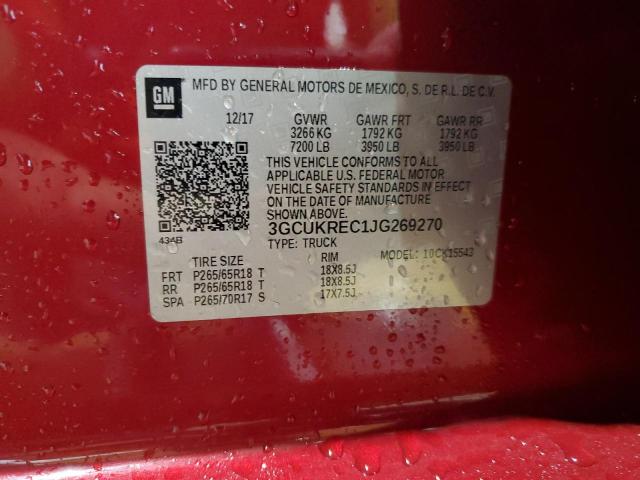 GM
MFD BY GENERAL MOTORS DE MEXICO, S. DE R.L. DE C.V.
12/17 GVWR GAWR FRT GAWR RR
3266 KG 1792 KG 1792 KG
7200 LB 3950 LB 3950 LB
THIS VEHICLE CONFORMS TO ALL
APPLICABLE U.S. FEDERAL MOTOR
VEHICLE SAFETY STANDARDS IN EFFECT
ON THE DATE OF MANUFACTURE
SHOWN ABOVE.
43AB
3GCUKREC1JG269270
TYPE: TRUCK MODEL: 10CK15543
TIRE SIZE RIM
FRT P265/65R18 T 18X8.5J
RR P265/65R18 T 18X8.5J
SPA P265/70R17 S 17X7.5J